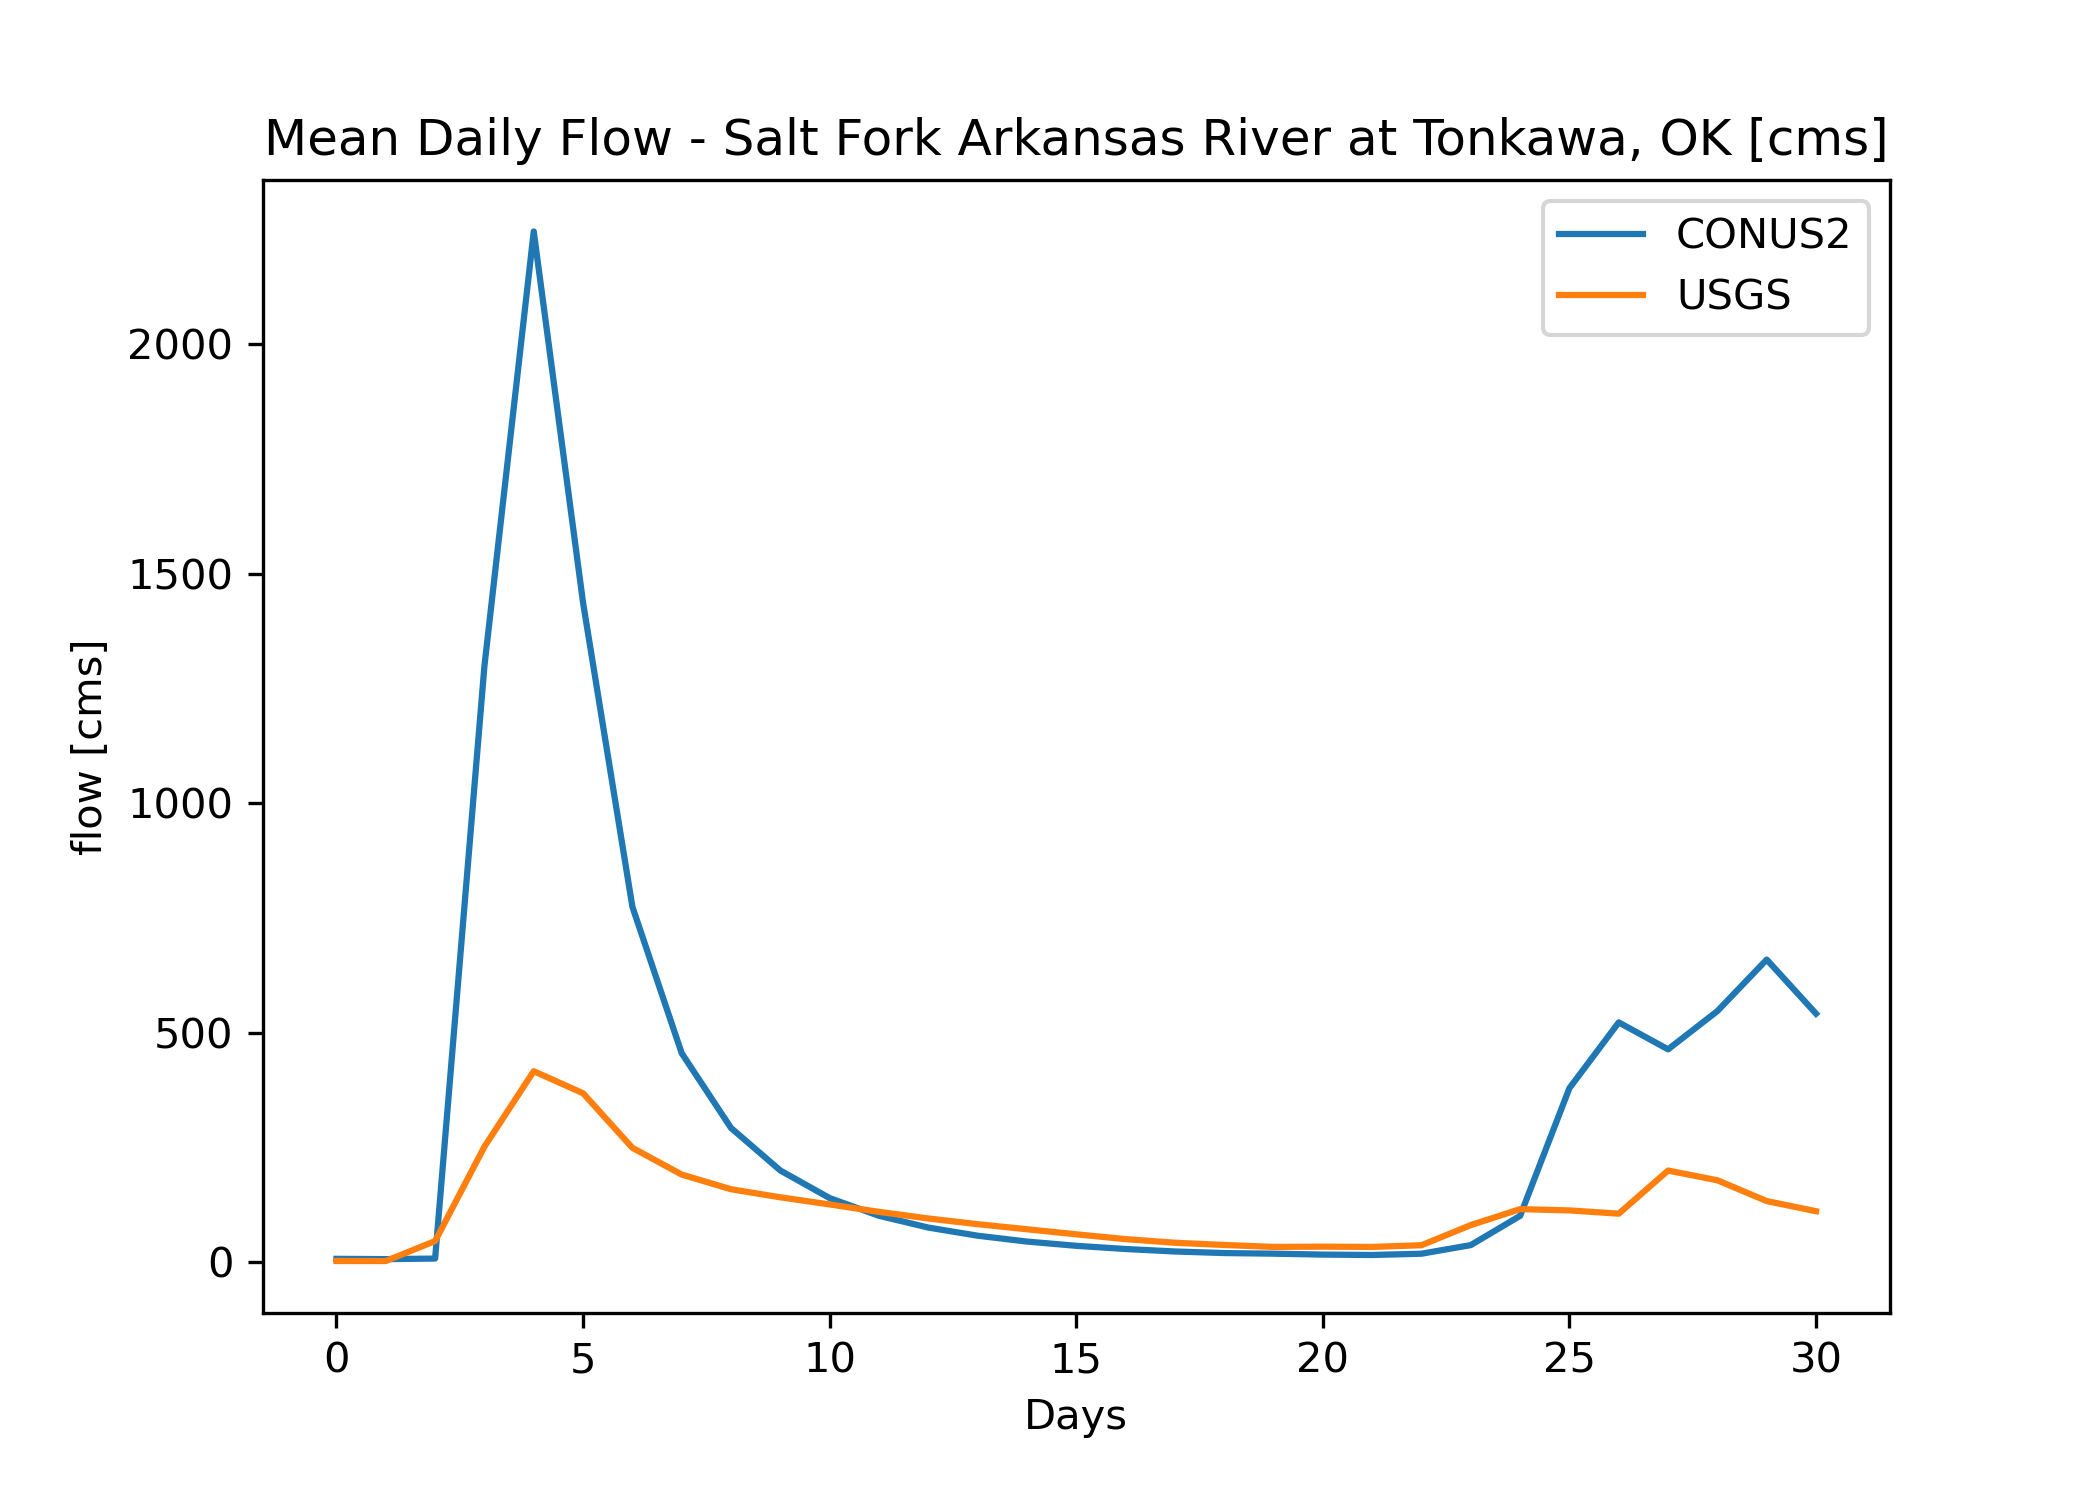 Mean Daily Flow - Salt Fork Arkansas River at Tonkawa, OK [cms]
CONUS2
USGS
2000
1500
1000
500
0
flow [cms]
0 5 10 15 20 25 30
Days